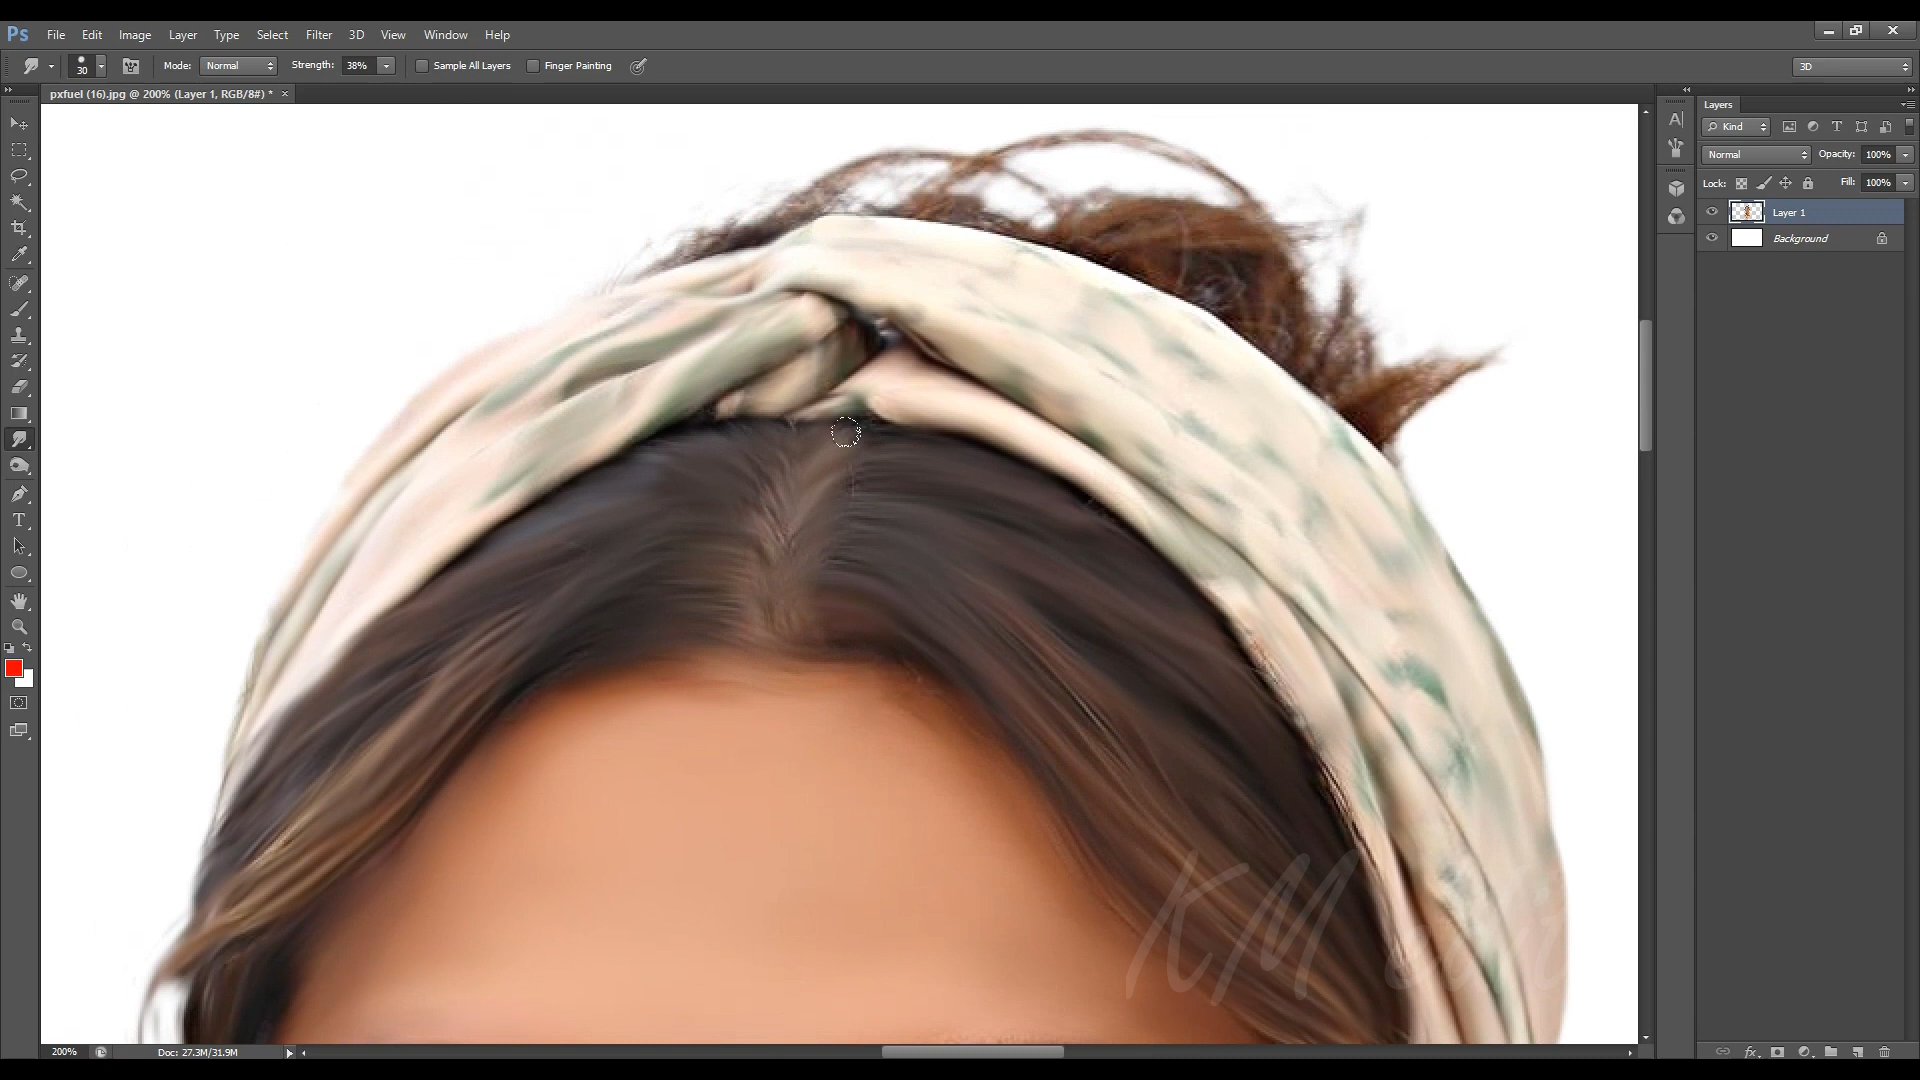 Ps File Edit Image Layer Type Select Filter 3D View Window Help
30 Mode: Normal Strength: 38% Sample All Layers Finger Painting 3D
pxfuel (16).jpg @ 200% (Layer 1, RGB/8#) * ×
Layers
Kind
Normal Opacity: 100%
Lock: Fill: 100%
Layer 1
Background
KM
200% Doc: 27.3M/31.9M